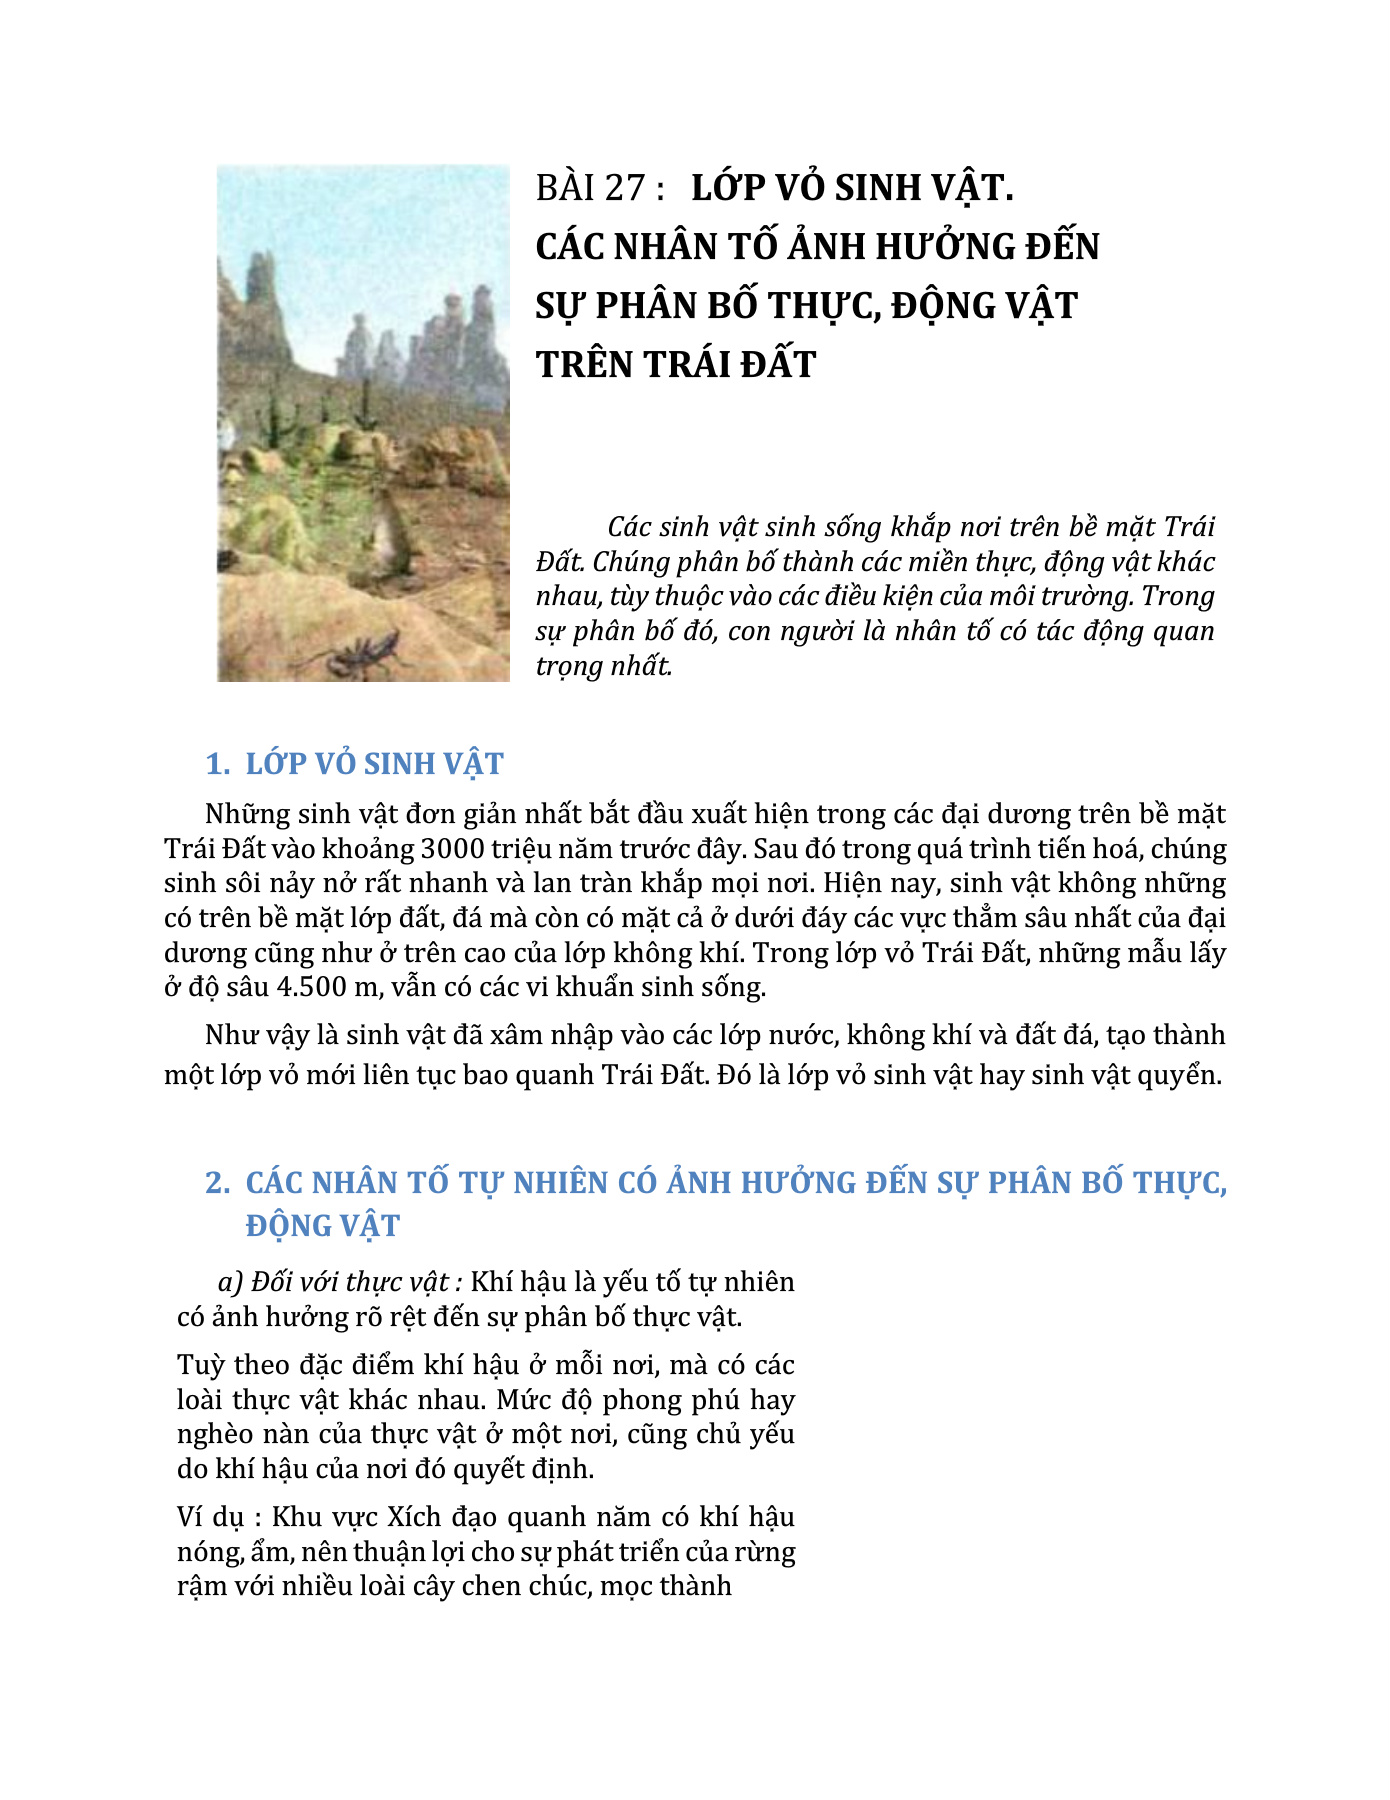 BÀI 27 : LỚP VỎ SINH VẬT.
CÁC NHÂN TỐ ẢNH HƯỞNG ĐẾN
SỰ PHÂN BỐ THỰC, ĐỘNG VẬT
TRÊN TRÁI ĐẤT
Các sinh vật sinh sống khắp nơi trên bề mặt Trái
Đất. Chúng phân bố thành các miền thực, động vật khác
nhau, tùy thuộc vào các điều kiện của môi trường. Trong
sự phân bố đó, con người là nhân tố có tác động quan
trọng nhất.
1. LỚP VỎ SINH VẬT
Những sinh vật đơn giản nhất bắt đầu xuất hiện trong các đại dương trên bề mặt
Trái Đất vào khoảng 3000 triệu năm trước đây. Sau đó trong quá trình tiến hoá, chúng
sinh sôi nảy nở rất nhanh và lan tràn khắp mọi nơi. Hiện nay, sinh vật không những
có trên bề mặt lớp đất, đá mà còn có mặt cả ở dưới đáy các vực thẳm sâu nhất của đại
dương cũng như ở trên cao của lớp không khí. Trong lớp vỏ Trái Đất, những mẫu lấy
ở độ sâu 4.500 m, vẫn có các vi khuẩn sinh sống.
Như vậy là sinh vật đã xâm nhập vào các lớp nước, không khí và đất đá, tạo thành
một lớp vỏ mới liên tục bao quanh Trái Đất. Đó là lớp vỏ sinh vật hay sinh vật quyển.
2. CÁC NHÂN TỐ TỰ NHIÊN CÓ ẢNH HƯỞNG ĐẾN SỰ PHÂN BỐ THỰC,
ĐỘNG VẬT
a) Đối với thực vật : Khí hậu là yếu tố tự nhiên
có ảnh hưởng rõ rệt đến sự phân bố thực vật.
Tuỳ theo đặc điểm khí hậu ở mỗi nơi, mà có các
loài thực vật khác nhau. Mức độ phong phú hay
nghèo nàn của thực vật ở một nơi, cũng chủ yếu
do khí hậu của nơi đó quyết định.
Ví dụ : Khu vực Xích đạo quanh năm có khí hậu
nóng, ẩm, nên thuận lợi cho sự phát triển của rừng
rậm với nhiều loài cây chen chúc, mọc thành